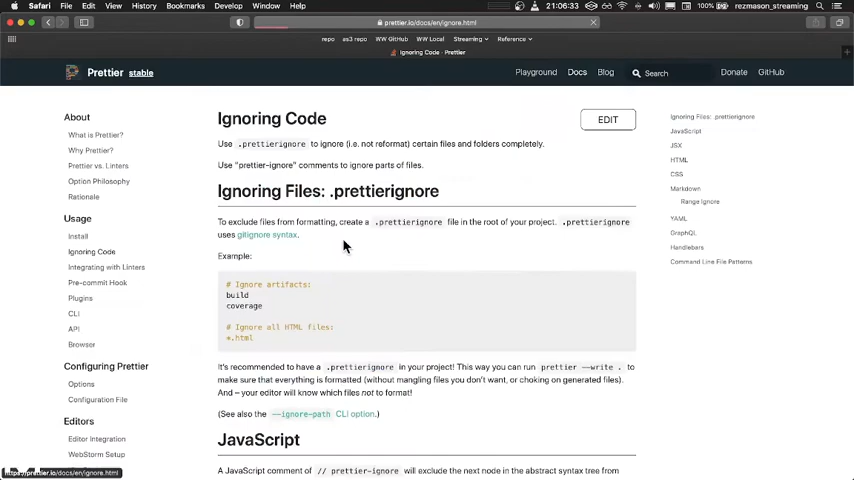 Safari File Edit View History Bookmarks Develop Window Help
21:06:33 100% rezmason_streaming
prettier.io/docs/en/ignore.html
repo as3 repo WW GitHub WW Local Streaming Reference
Ignoring Code · Prettier
Prettier stable
Playground Docs Blog Search Donate GitHub
About
What is Prettier?
Why Prettier?
Prettier vs. Linters
Option Philosophy
Rationale
Usage
Install
Ignoring Code
Integrating with Linters
Pre-commit Hook
Plugins
CLI
API
Browser
Configuring Prettier
Options
Configuration File
Editors
Editor Integration
WebStorm Setup
https://prettier.io/docs/en/ignore.html
Ignoring Code
EDIT
Use .prettierignore to ignore (i.e. not reformat) certain files and folders completely.
Use "prettier-ignore" comments to ignore parts of files.
Ignoring Files: .prettierignore
To exclude files from formatting, create a .prettierignore file in the root of your project. .prettierignore
uses gitignore syntax.
Example:
# Ignore artifacts:
build
coverage
# Ignore all HTML files:
*.html
It's recommended to have a .prettierignore in your project! This way you can run prettier --write . to
make sure that everything is formatted (without mangling files you don't want, or choking on generated files).
And – your editor will know which files not to format!
(See also the --ignore-path CLI option.)
JavaScript
A JavaScript comment of // prettier-ignore will exclude the next node in the abstract syntax tree from
Ignoring Files: .prettierignore
JavaScript
JSX
HTML
CSS
Markdown
Range Ignore
YAML
GraphQL
Handlebars
Command Line File Patterns